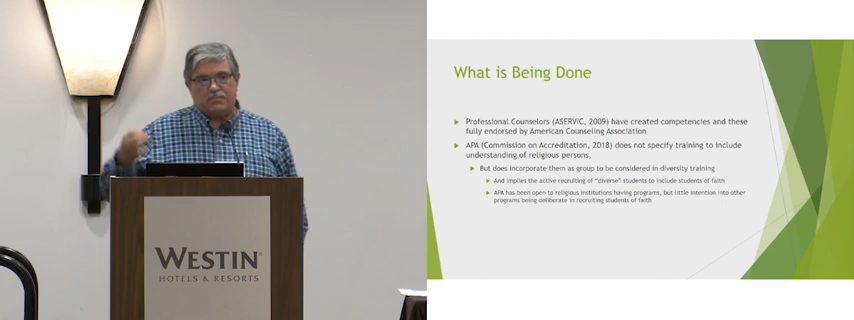 WESTIN®
HOTELS & RESORTS
What is Being Done
Professional Counselors (ASERVIC, 2009) have created competencies and these
fully endorsed by American Counseling Association
APA (Commission on Accreditation, 2018) does not specify training to include
understanding of religious persons,
But does incorporate them as group to be considered in diversity training
And implies the active recruiting of "diverse" students to include students of faith
APA has been open to religious institutions having programs, but little intention into other
programs being deliberate in recruiting students of faith